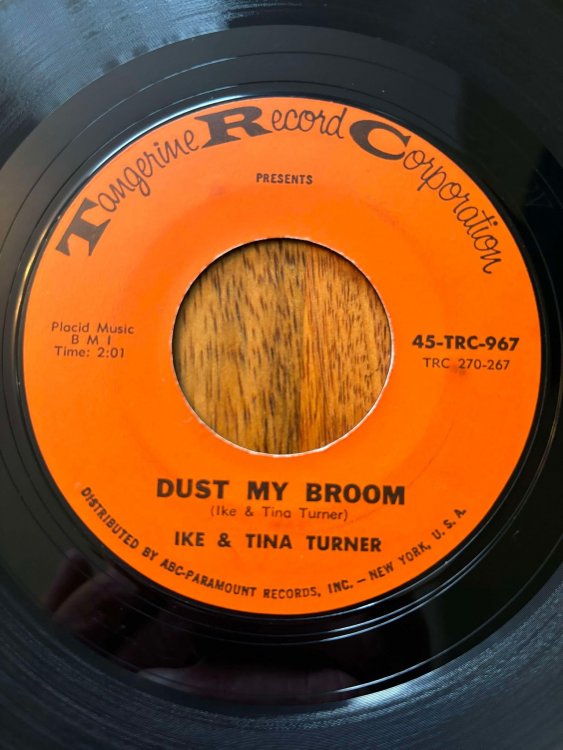 Tangerine Record Corporation
PRESENTS
Placid Music
B M I
Time: 2:01
45-TRC-967
TRC 270-267
DUST MY BROOM
(Ike & Tina Turner)
IKE & TINA TURNER
DISTRIBUTED BY ABC-PARAMOUNT RECORDS, INC. – NEW YORK, U.S.A.